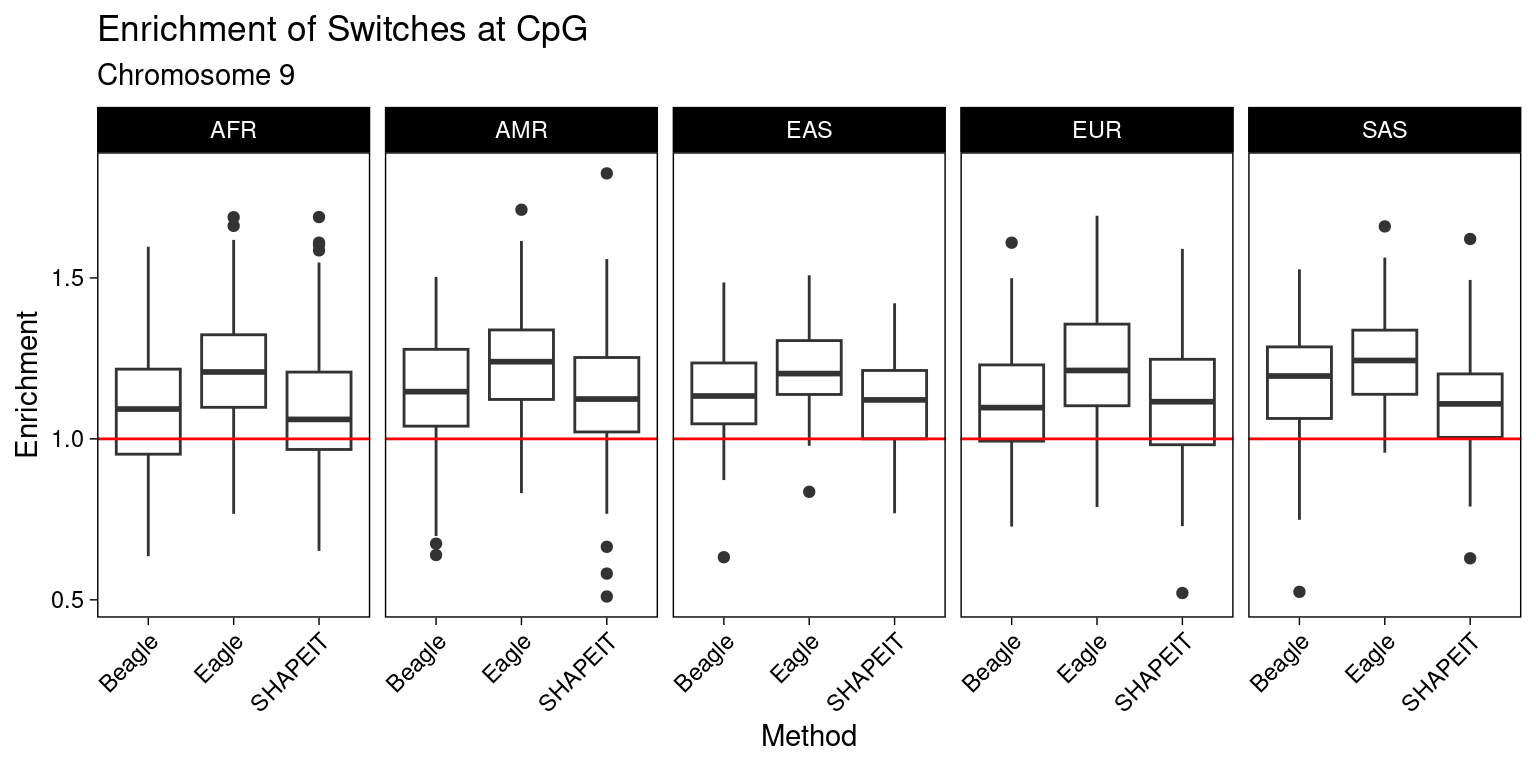 Enrichment of Switches at CpG
Chromosome 9
AFR AMR EAS EUR SAS
Enrichment
1.5
1.0
0.5
Beagle Eagle SHAPEIT Beagle Eagle SHAPEIT Beagle Eagle SHAPEIT Beagle Eagle SHAPEIT Beagle Eagle SHAPEIT
Method